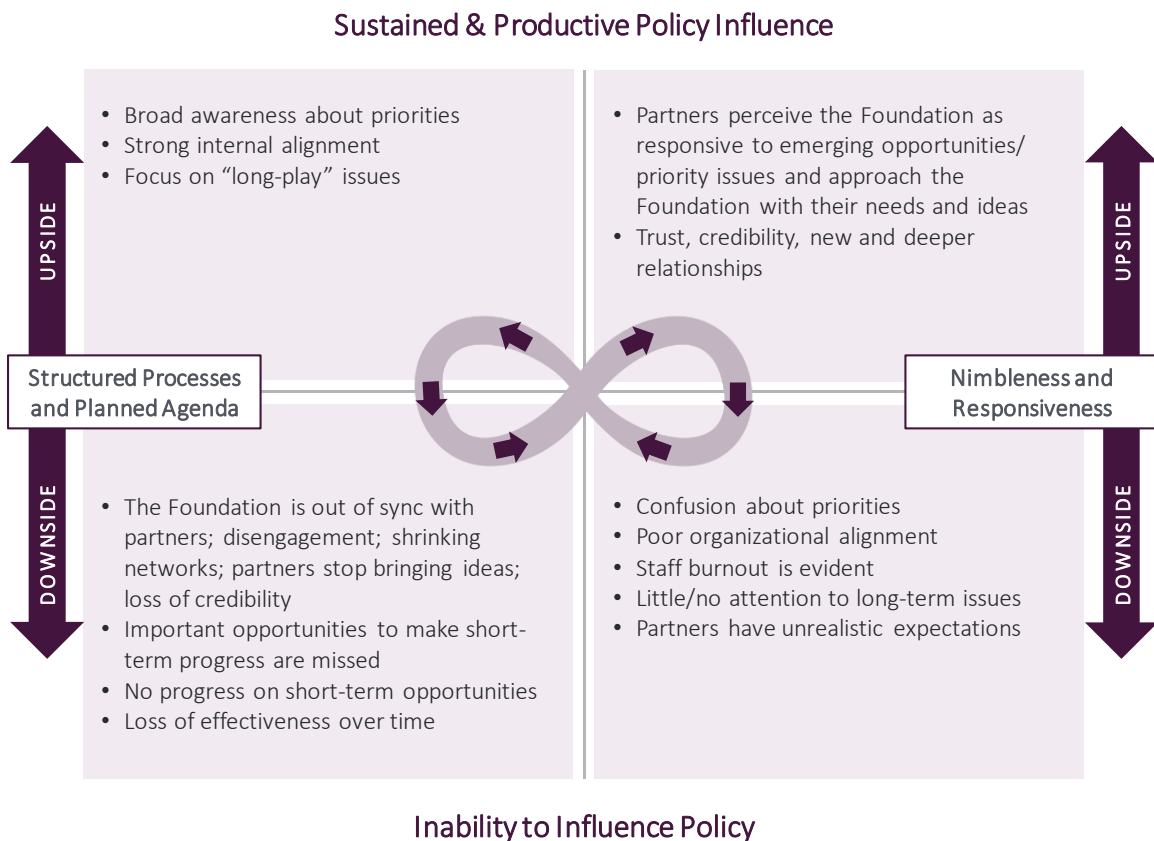 Sustained & Productive Policy Influence
• Broad awareness about priorities
• Strong internal alignment
• Focus on “long-play” issues
• Partners perceive the Foundation as
responsive to emerging opportunities/
priority issues and approach the
Foundation with their needs and ideas
• Trust, credibility, new and deeper
relationships
UPSIDE
UPSIDE
Structured Processes
and Planned Agenda
Nimbleness and
Responsiveness
DOWNSIDE
DOWNSIDE
• The Foundation is out of sync with
partners; disengagement; shrinking
networks; partners stop bringing ideas;
loss of credibility
• Important opportunities to make short-
term progress are missed
• No progress on short-term opportunities
• Loss of effectiveness over time
• Confusion about priorities
• Poor organizational alignment
• Staff burnout is evident
• Little/no attention to long-term issues
• Partners have unrealistic expectations
Inability to Influence Policy